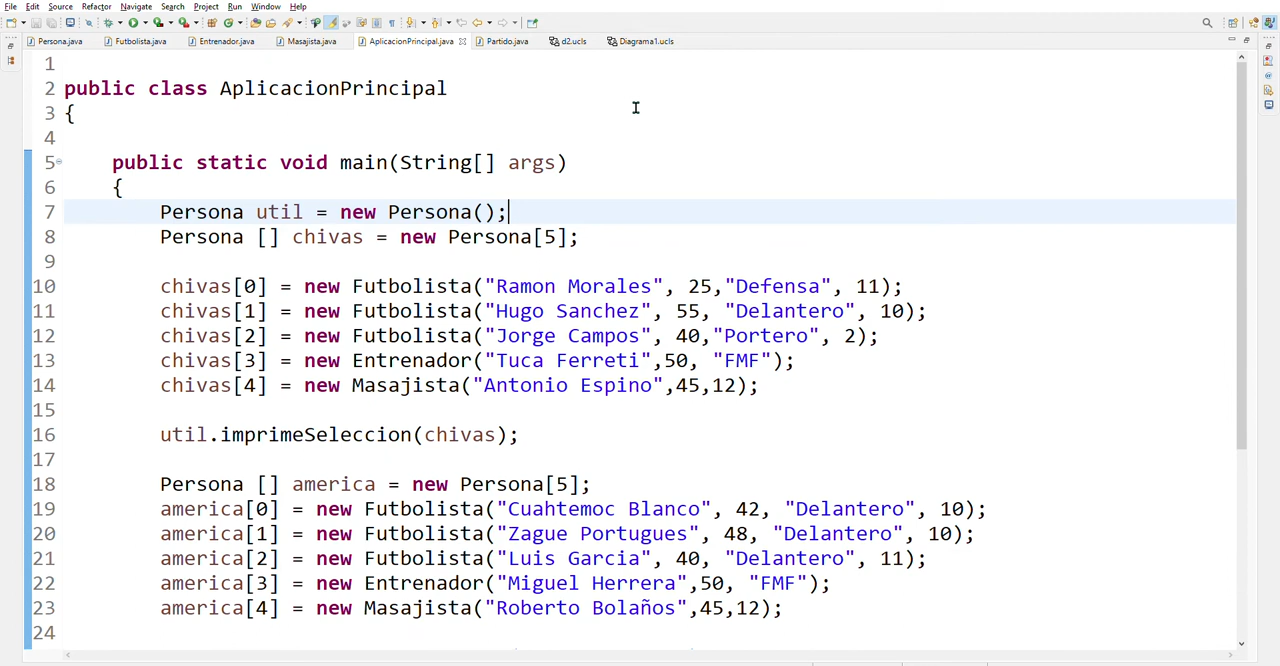 File Edit Source Refactor Navigate Search Project Run Window Help
Persona.java Futbolista.java Entrenador.java Masajista.java AplicacionPrincipal.java Partido.java d2.ucls Diagrama1.ucls
1
2 public class AplicacionPrincipal
3 {
4
5 public static void main(String[] args)
6 {
7 Persona util = new Persona();
8 Persona [] chivas = new Persona[5];
9
10 chivas[0] = new Futbolista("Ramon Morales", 25,"Defensa", 11);
11 chivas[1] = new Futbolista("Hugo Sanchez", 55, "Delantero", 10);
12 chivas[2] = new Futbolista("Jorge Campos", 40,"Portero", 2);
13 chivas[3] = new Entrenador("Tuca Ferreti",50, "FMF");
14 chivas[4] = new Masajista("Antonio Espino",45,12);
15
16 util.imprimeSeleccion(chivas);
17
18 Persona [] america = new Persona[5];
19 america[0] = new Futbolista("Cuahtemoc Blanco", 42, "Delantero", 10);
20 america[1] = new Futbolista("Zague Portugues", 48, "Delantero", 10);
21 america[2] = new Futbolista("Luis Garcia", 40, "Delantero", 11);
22 america[3] = new Entrenador("Miguel Herrera",50, "FMF");
23 america[4] = new Masajista("Roberto Bolaños",45,12);
24